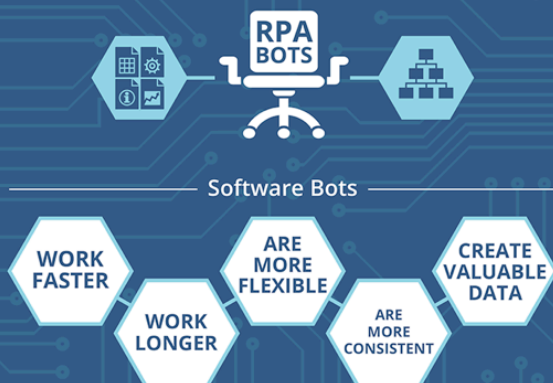 RPA
BOTS
Software Bots
WORK
FASTER
WORK
LONGER
ARE
MORE
FLEXIBLE
ARE
MORE
CONSISTENT
CREATE
VALUABLE
DATA